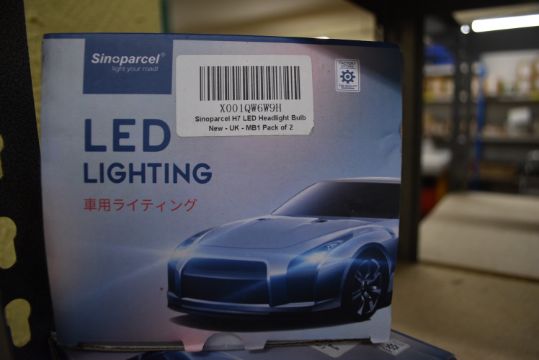 Sinoparcel®
light your road!
X001QW6W9H
Sinoparcel H7 LED Headlight Bulb
New - UK - MB1 Pack of 2
LED
LIGHTING
車用ライティング